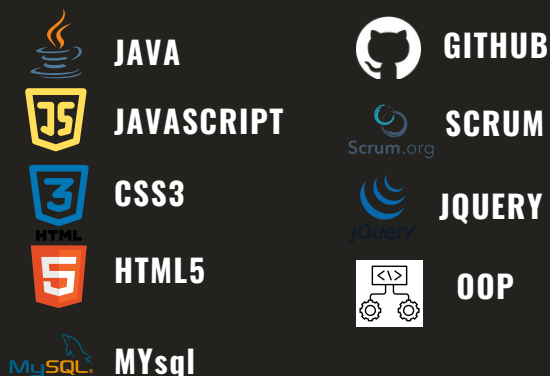 JAVA
JS
JAVASCRIPT
3
CSS3
HTML
5
HTML5
MySQL
MYsql
GITHUB
Scrum.org
SCRUM
jQuery
JQUERY
</>
OOP